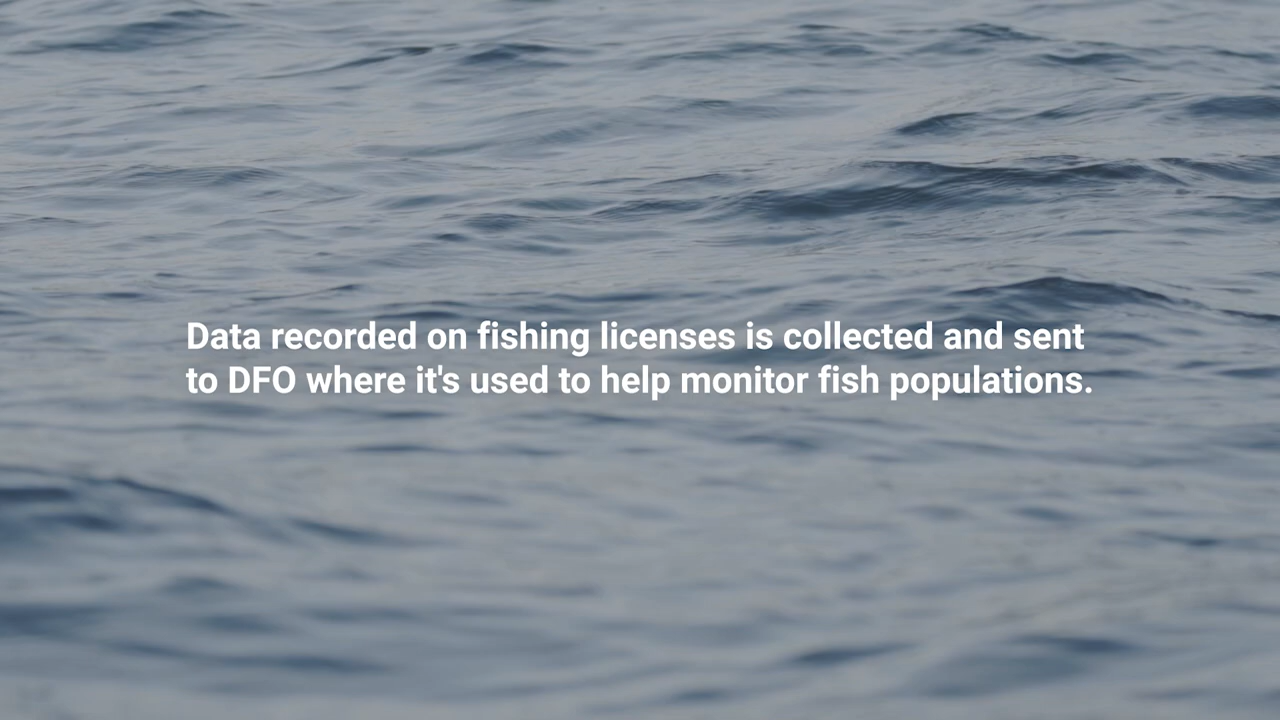 Data recorded on fishing licenses is collected and sent
to DFO where it's used to help monitor fish populations.